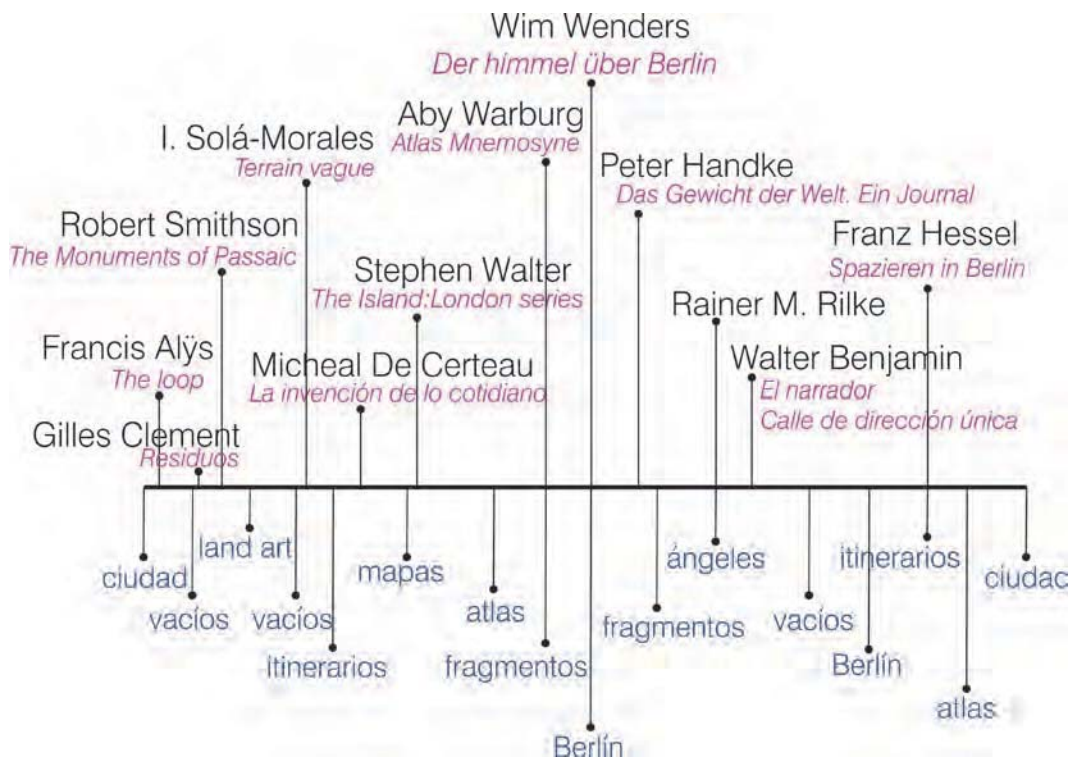 Wim Wenders
Der himmel über Berlin
Aby Warburg
Atlas Mnemosyne
I. Solá-Morales
Terrain vague
Peter Handke
Das Gewicht der Welt. Ein Journal
Robert Smithson
The Monuments of Passaic
Franz Hessel
Spazieren in Berlin
Stephen Walter
The Island:London series
Rainer M. Rilke
Francis Alÿs
The loop
Micheal De Certeau
La invención de lo cotidiano
Walter Benjamin
El narrador
Calle de dirección única
Gilles Clement
Residuos
ciudad
vacíos
land art
vacíos
Itinerarios
mapas
atlas
fragmentos
Berlín
fragmentos
ángeles
vacíos
Berlín
itinerarios
atlas
ciudad